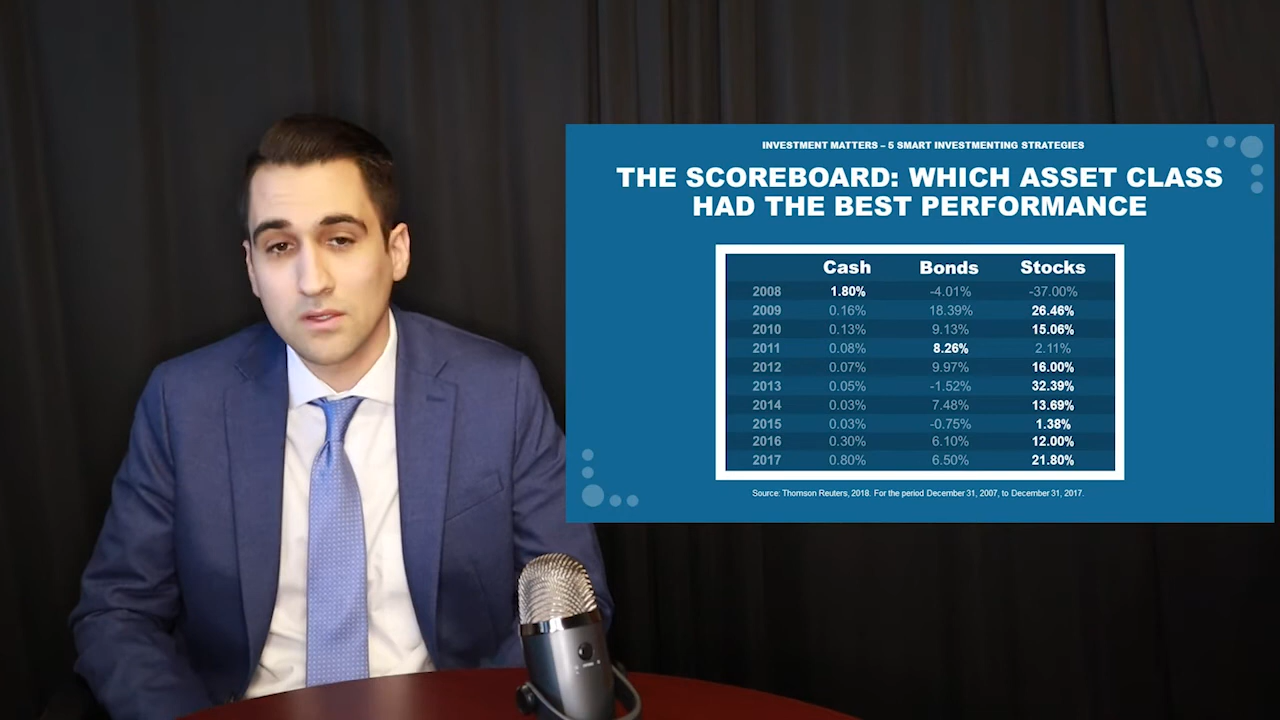 INVESTMENT MATTERS – 5 SMART INVESTMENTING STRATEGIES
THE SCOREBOARD: WHICH ASSET CLASS
HAD THE BEST PERFORMANCE
Cash Bonds Stocks
2008 1.80% -4.01% -37.00%
2009 0.16% 18.39% 26.46%
2010 0.13% 9.13% 15.06%
2011 0.08% 8.26% 2.11%
2012 0.07% 9.97% 16.00%
2013 0.05% -1.52% 32.39%
2014 0.03% 7.48% 13.69%
2015 0.03% -0.75% 1.38%
2016 0.30% 6.10% 12.00%
2017 0.80% 6.50% 21.80%
Source: Thomson Reuters, 2018. For the period December 31, 2007, to December 31, 2017.